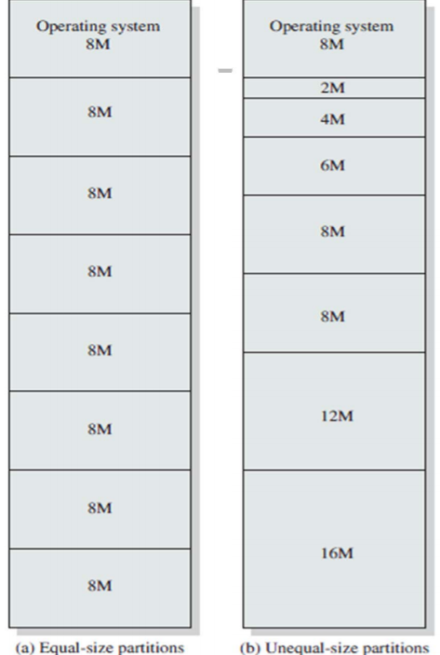 Operating system
8M
8M
8M
8M
8M
8M
8M
8M
(a) Equal-size partitions
Operating system
8M
2M
4M
6M
8M
8M
12M
16M
(b) Unequal-size partitions